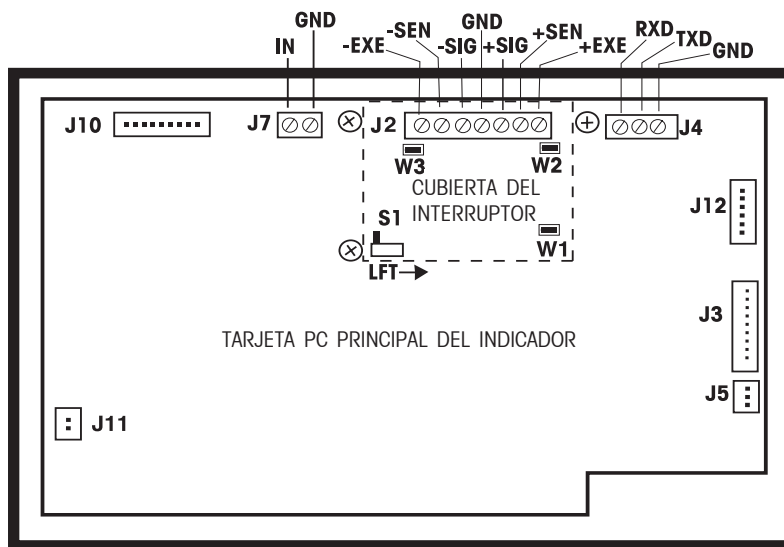 IN
GND
-EXE
-SEN
-SIG
GND
+SIG
+SEN
+EXE
RXD
TXD
GND
J10
J7
J2
J4
W3
W2
CUBIERTA DEL
INTERRUPTOR
S1
W1
LFT
J12
J3
TARJETA PC PRINCIPAL DEL INDICADOR
J5
J11